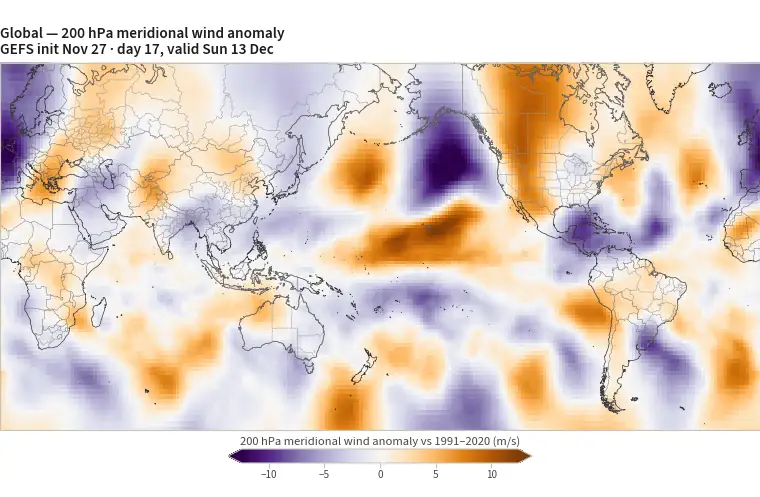 Global — 200 hPa meridional wind anomaly
GEFS init Nov 27 · day 17, valid Sun 13 Dec
200 hPa meridional wind anomaly vs 1991–2020 (m/s)
−10 −5 0 5 10